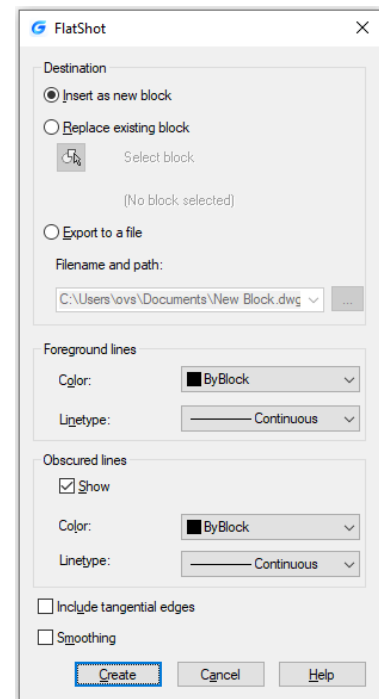 FlatShot
Destination
Insert as new block
Replace existing block
Select block
(No block selected)
Export to a file
Filename and path:
C:\Users\ovs\Documents\New Block.dwg
...
Foreground lines
Color: ByBlock
Linetype: Continuous
Obscured lines
Show
Color: ByBlock
Linetype: Continuous
Include tangential edges
Smoothing
Create Cancel Help